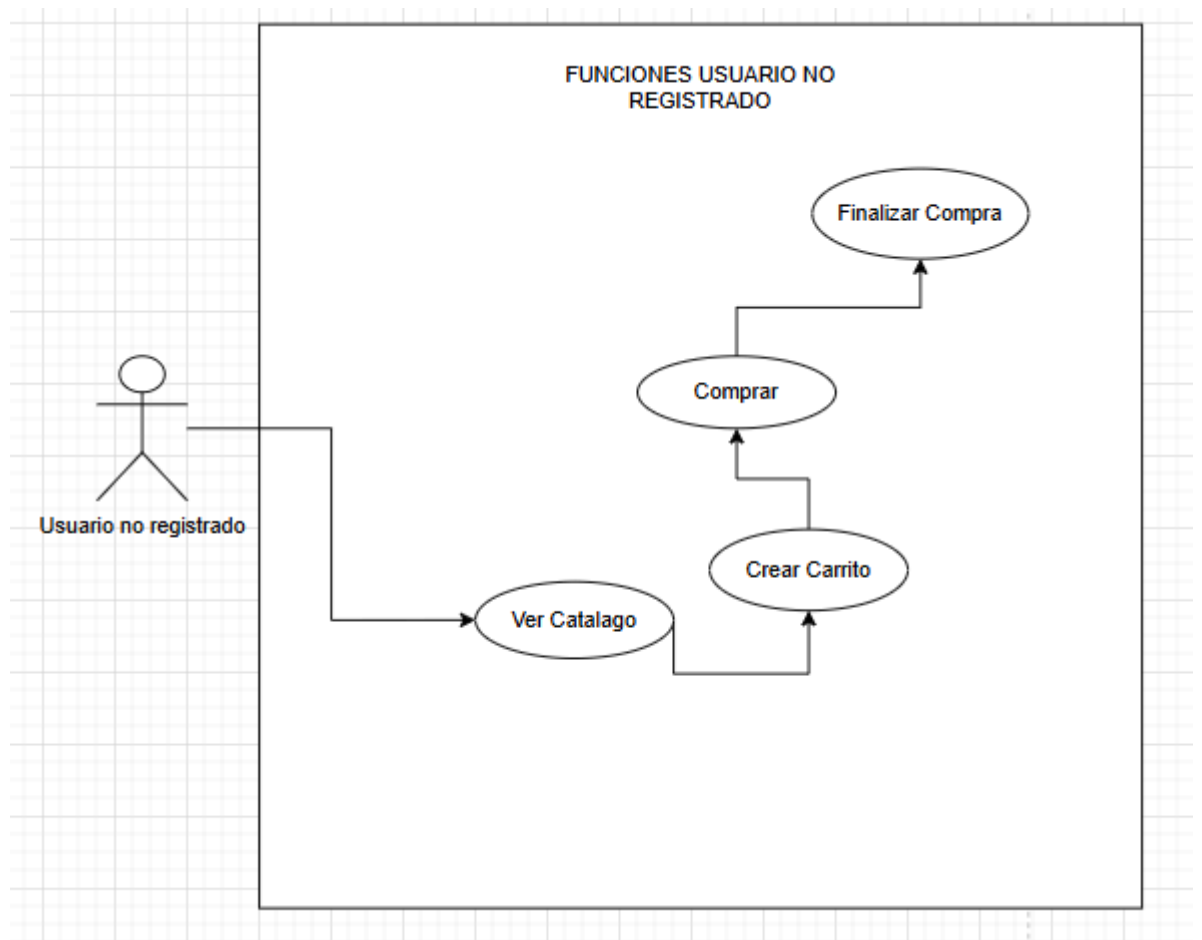 FUNCIONES USUARIO NO
REGISTRADO
Finalizar Compra
Comprar
Usuario no registrado
Crear Carrito
Ver Catalago